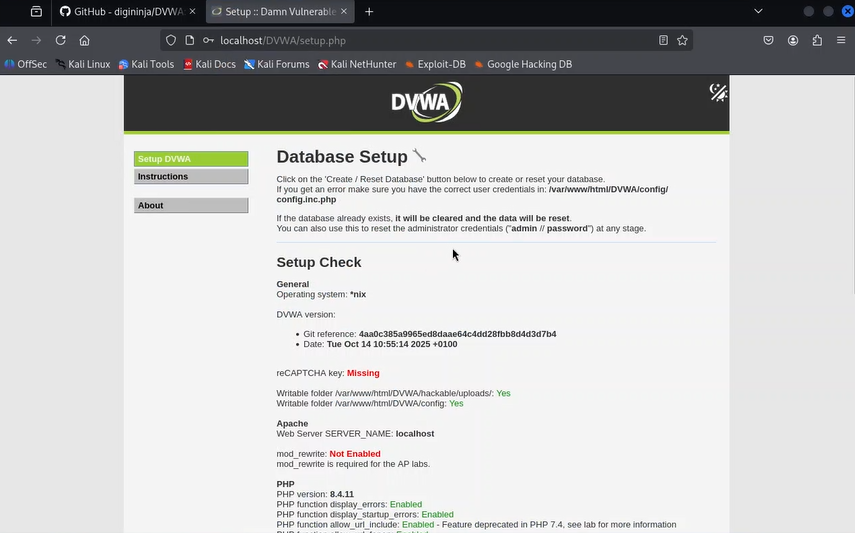 GitHub - digininja/DVWA
Setup :: Damn Vulnerable
localhost/DVWA/setup.php
OffSec
Kali Linux
Kali Tools
Kali Docs
Kali Forums
Kali NetHunter
Exploit-DB
Google Hacking DB
DVWA
Setup DVWA
Instructions
About
Database Setup
Click on the 'Create / Reset Database' button below to create or reset your database.
If you get an error make sure you have the correct user credentials in: /var/www/html/DVWA/config/
config.inc.php
If the database already exists, it will be cleared and the data will be reset.
You can also use this to reset the administrator credentials ("admin // password") at any stage.
Setup Check
General
Operating system: *nix
DVWA version:
• Git reference: 4aa0c385a9965ed8daae64c4dd28fbb8d4d3d7b4
• Date: Tue Oct 14 10:55:14 2025 +0100
reCAPTCHA key: Missing
Writable folder /var/www/html/DVWA/hackable/uploads/: Yes
Writable folder /var/www/html/DVWA/config: Yes
Apache
Web Server SERVER_NAME: localhost
mod_rewrite: Not Enabled
mod_rewrite is required for the AP labs.
PHP
PHP version: 8.4.11
PHP function display_errors: Enabled
PHP function display_startup_errors: Enabled
PHP function allow_url_include: Enabled - Feature deprecated in PHP 7.4, see lab for more information